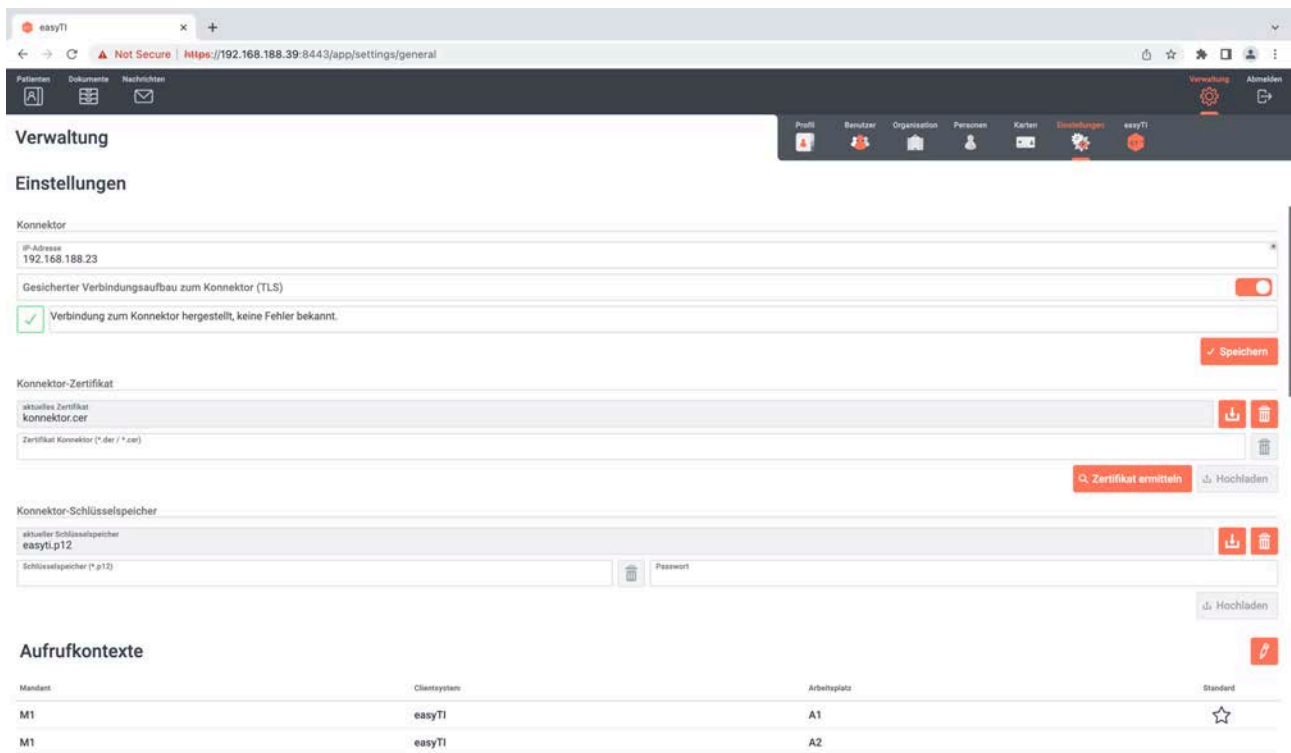 easyTI
Not Secure | https://192.168.188.39:8443/app/settings/general
Patienten Dokumente Nachrichten Verwaltung Abmelden
Verwaltung
Profil Benutzer Organisation Personen Karten Einstellungen easyTI
Einstellungen
Konnektor
IP-Adresse
192.168.188.23
Gesicherter Verbindungsaufbau zum Konnektor (TLS)
Verbindung zum Konnektor hergestellt, keine Fehler bekannt.
Speichern
Konnektor-Zertifikat
aktuelles Zertifikat
konnektor.cer
Zertifikat Konnektor (*.der / *.cer)
Zertifikat ermitteln Hochladen
Konnektor-Schlüsselspeicher
aktueller Schlüsselspeicher
easyti.p12
Schlüsselspeicher (*.p12) Passwort
Hochladen
Aufrufkontexte
Mandant Clientsystem Arbeitsplatz Standard
M1 easyTI A1
M1 easyTI A2